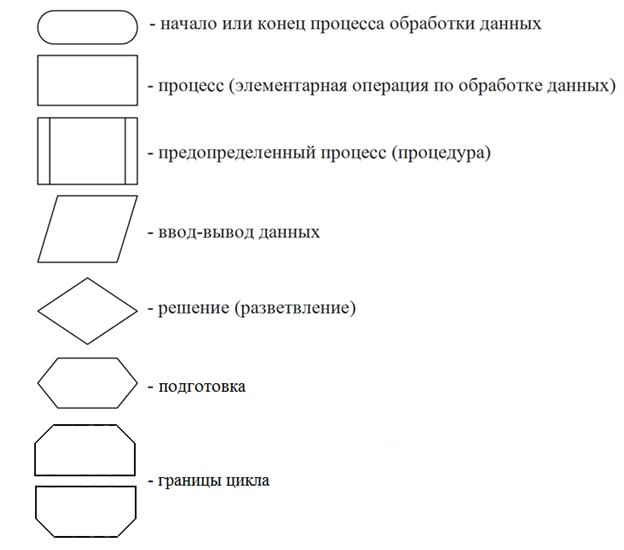 - начало или конец процесса обработки данных
- процесс (элементарная операция по обработке данных)
- предопределенный процесс (процедура)
- ввод-вывод данных
- решение (разветвление)
- подготовка
- границы цикла